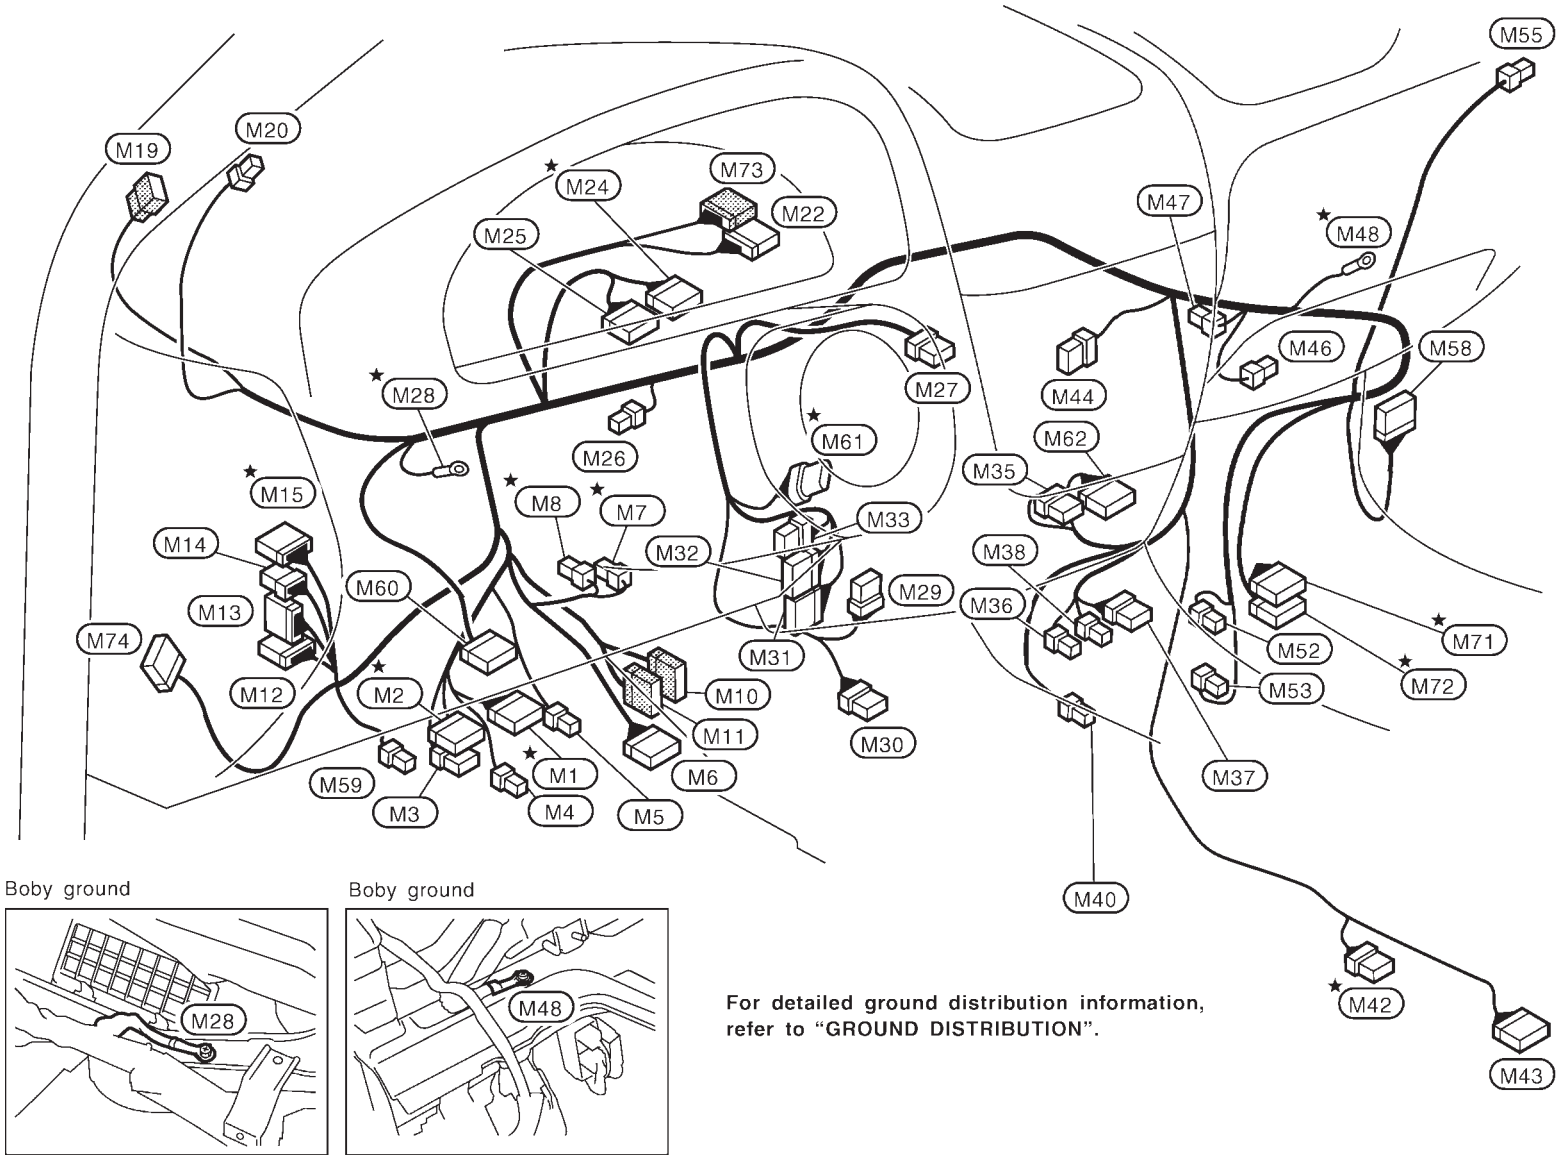 M55
M20
M19
M73
★ M24
M22
M47
M25
★ M48
M46
M58
M27
M44
★ M28
M26
★ M61
M62
M35
★ M15
★ M8
★ M7
M33
M14
M32
M38
M60
M29
M36
M13
M74
★ M71
M31
M52
★ M2
M12
M10
M53
★ M72
M11
M30
★ M1
M6
M37
M59
M3
M4
M5
M40
Boby ground
Boby ground
M28
M48
For detailed ground distribution information,
refer to “GROUND DISTRIBUTION”.
★ M42
M43